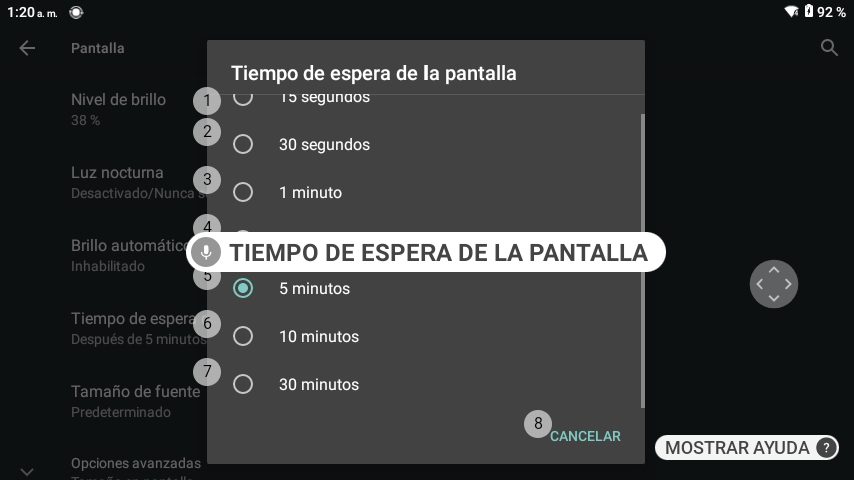 1:20 a. m. 92 %
Pantalla
Tiempo de espera de la pantalla
Nivel de brillo
38 %
1 15 segundos
2 30 segundos
Luz nocturna
Desactivado/Nunca s
3 1 minuto
4
TIEMPO DE ESPERA DE LA PANTALLA
Brillo automático
Inhabilitado
5 5 minutos
Tiempo de espera
Después de 5 minutos
6 10 minutos
7 30 minutos
Tamaño de fuente
Predeterminado
8 CANCELAR
MOSTRAR AYUDA ?
Opciones avanzadas